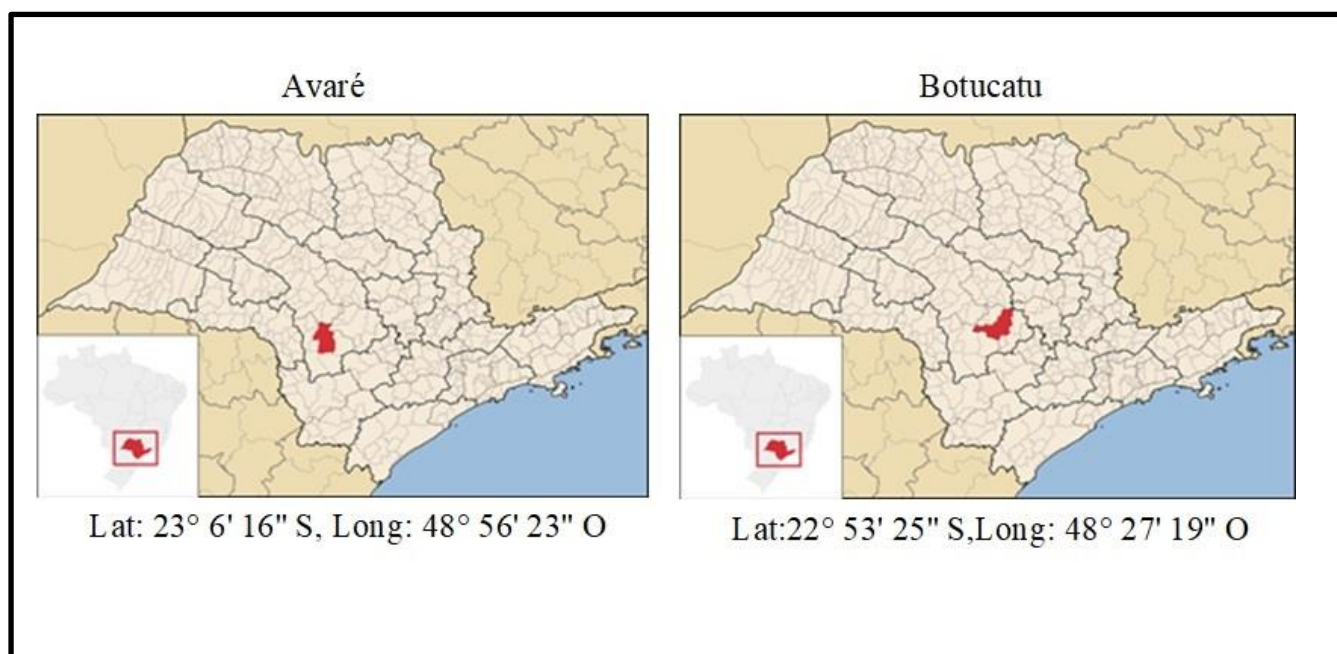 Avaré
Botucatu
Lat: 23° 6' 16" S, Long: 48° 56' 23" O
Lat:22° 53' 25" S,Long: 48° 27' 19" O